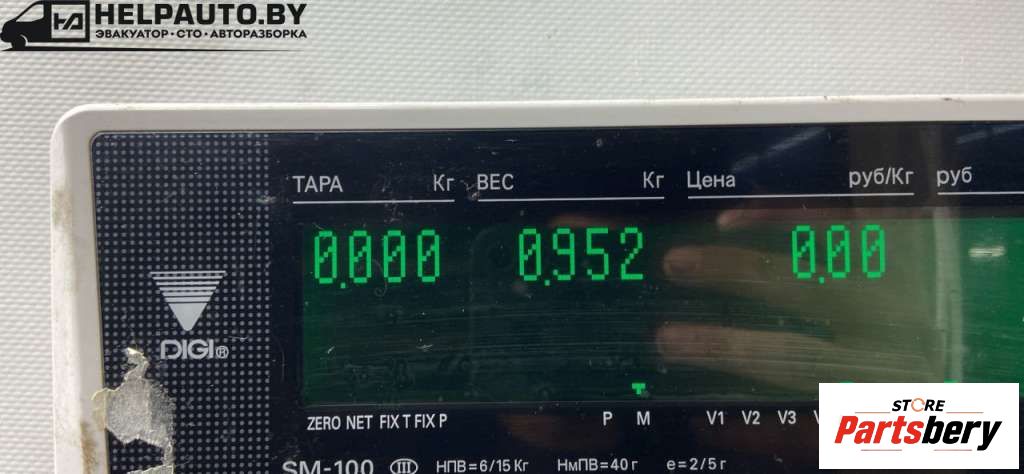 HELPAUTO.BY
ЭВАКУАТОР • СТО • АВТОРАЗБОРКА
ТАРА Кг ВЕС Кг Цена руб/Кг руб
0.000 0.952 0.00
DIGI®
ZERO NET FIX T FIX P P M V1 V2 V3
SM-100 III НПВ=6/15 Кг НмПВ=40 г e=2/5 г
STORE
Partsbery